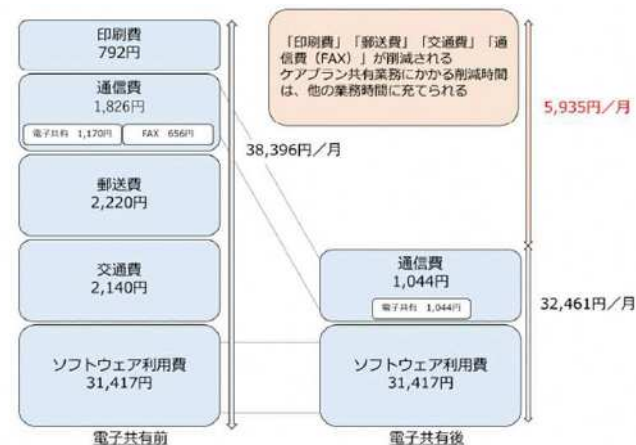 印刷費
792円
通信費
1,826円
電子共有 1,170円
FAX 656円
郵送費
2,220円
交通費
2,140円
ソフトウェア利用費
31,417円
電子共有前
38,396円／月
「印刷費」「郵送費」「交通費」「通
信費（FAX）」が削減される
ケアプラン共有業務にかかる削減時間
は、他の業務時間に充てられる
5,935円／月
通信費
1,044円
電子共有 1,044円
32,461円／月
ソフトウェア利用費
31,417円
電子共有後